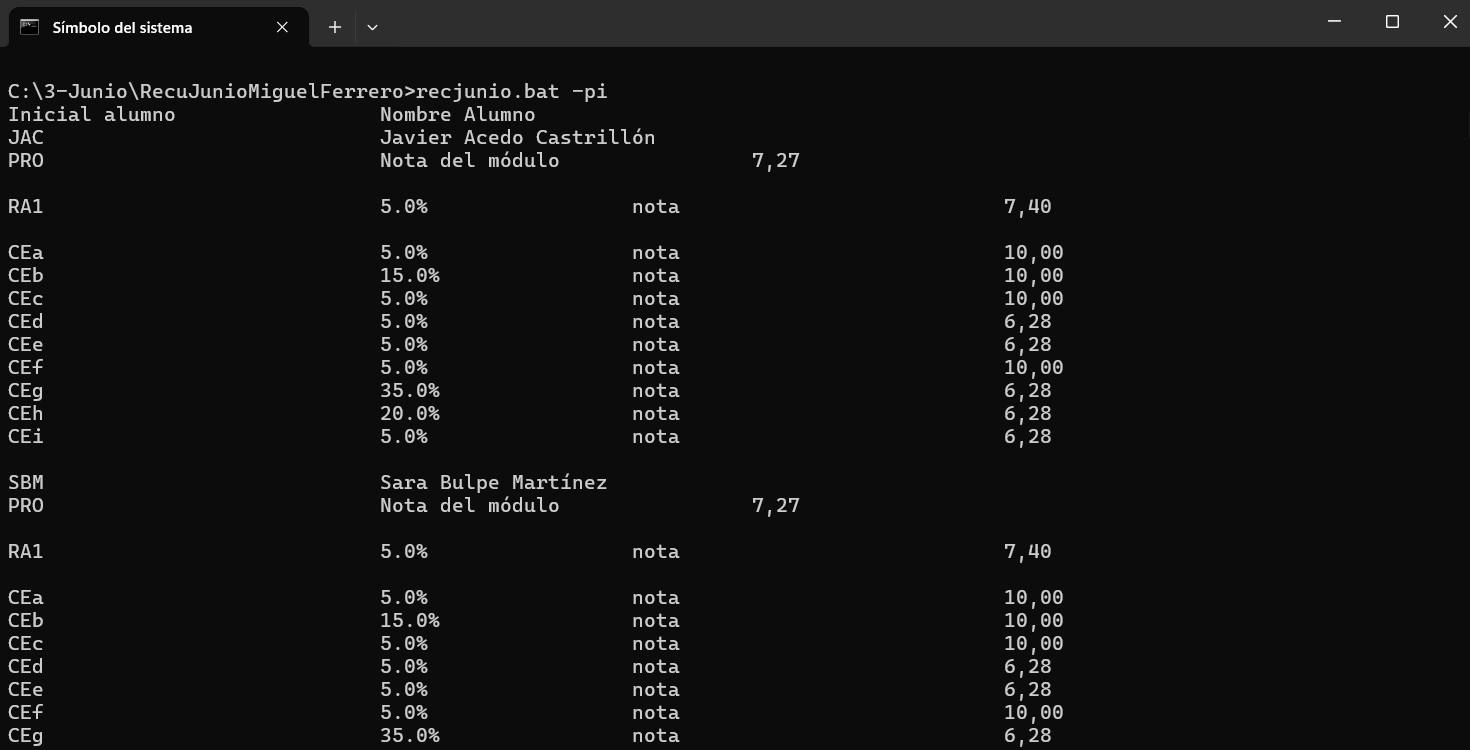 Símbolo del sistema
C:\3-Junio\RecuJunioMiguelFerrero>recjunio.bat -pi
Inicial alumno Nombre Alumno
JAC Javier Acedo Castrillón
PRO Nota del módulo 7,27
RA1 5.0% nota 7,40
CEa 5.0% nota 10,00
CEb 15.0% nota 10,00
CEc 5.0% nota 10,00
CEd 5.0% nota 6,28
CEe 5.0% nota 6,28
CEf 5.0% nota 10,00
CEg 35.0% nota 6,28
CEh 20.0% nota 6,28
CEi 5.0% nota 6,28
SBM Sara Bulpe Martínez
PRO Nota del módulo 7,27
RA1 5.0% nota 7,40
CEa 5.0% nota 10,00
CEb 15.0% nota 10,00
CEc 5.0% nota 10,00
CEd 5.0% nota 6,28
CEe 5.0% nota 6,28
CEf 5.0% nota 10,00
CEg 35.0% nota 6,28